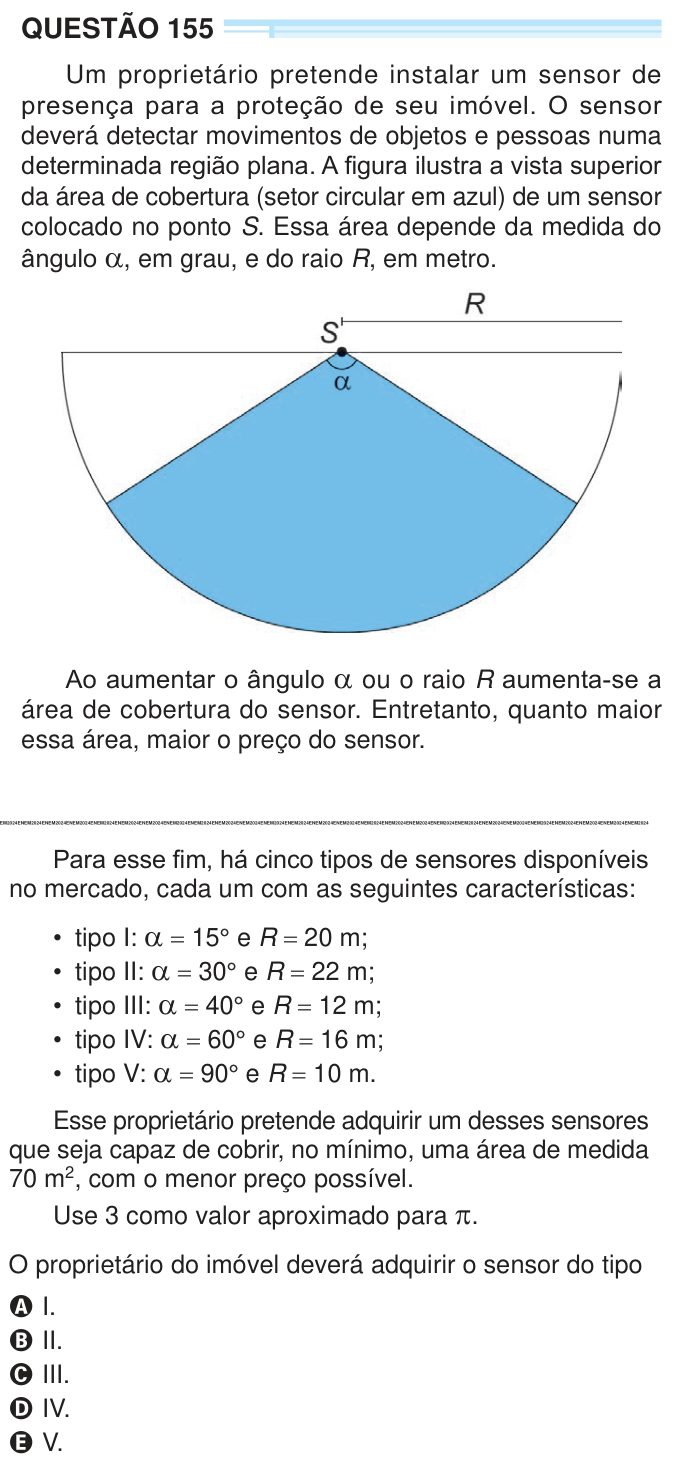 QUESTÃO 155
Um proprietário pretende instalar um sensor de
presença para a proteção de seu imóvel. O sensor
deverá detectar movimentos de objetos e pessoas numa
determinada região plana. A figura ilustra a vista superior
da área de cobertura (setor circular em azul) de um sensor
colocado no ponto S. Essa área depende da medida do
ângulo α, em grau, e do raio R, em metro.
R
S
α
Ao aumentar o ângulo α ou o raio R aumenta-se a
área de cobertura do sensor. Entretanto, quanto maior
essa área, maior o preço do sensor.
Para esse fim, há cinco tipos de sensores disponíveis
no mercado, cada um com as seguintes características:
• tipo I: α = 15° e R = 20 m;
• tipo II: α = 30° e R = 22 m;
• tipo III: α = 40° e R = 12 m;
• tipo IV: α = 60° e R = 16 m;
• tipo V: α = 90° e R = 10 m.
Esse proprietário pretende adquirir um desses sensores
que seja capaz de cobrir, no mínimo, uma área de medida
70 m², com o menor preço possível.
Use 3 como valor aproximado para π.
O proprietário do imóvel deverá adquirir o sensor do tipo
A I.
B II.
C III.
D IV.
E V.